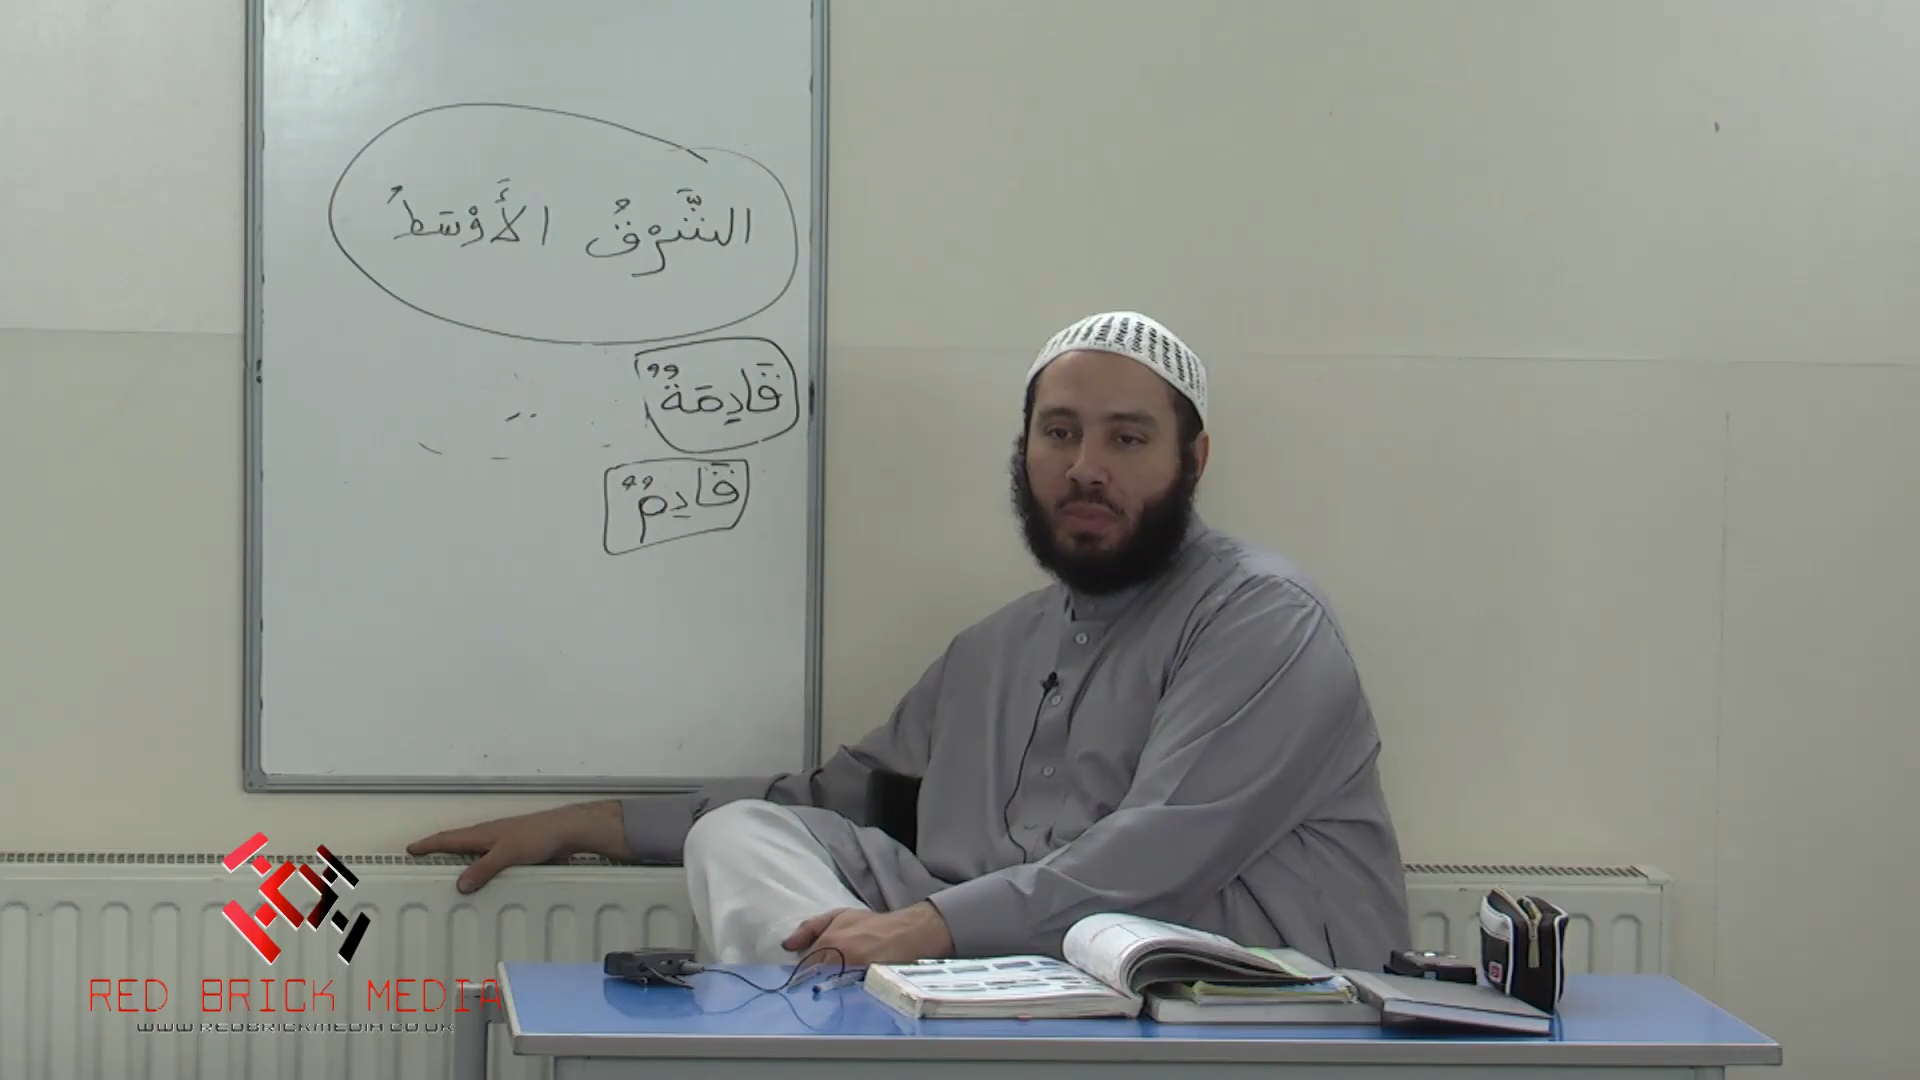 الشَّرْقُ الأَوْسَطُ
قَادِمَةٌ
قَادِمٌ
RED BRICK MEDIA
WWW.REDBRICKMEDIA.CO.UK